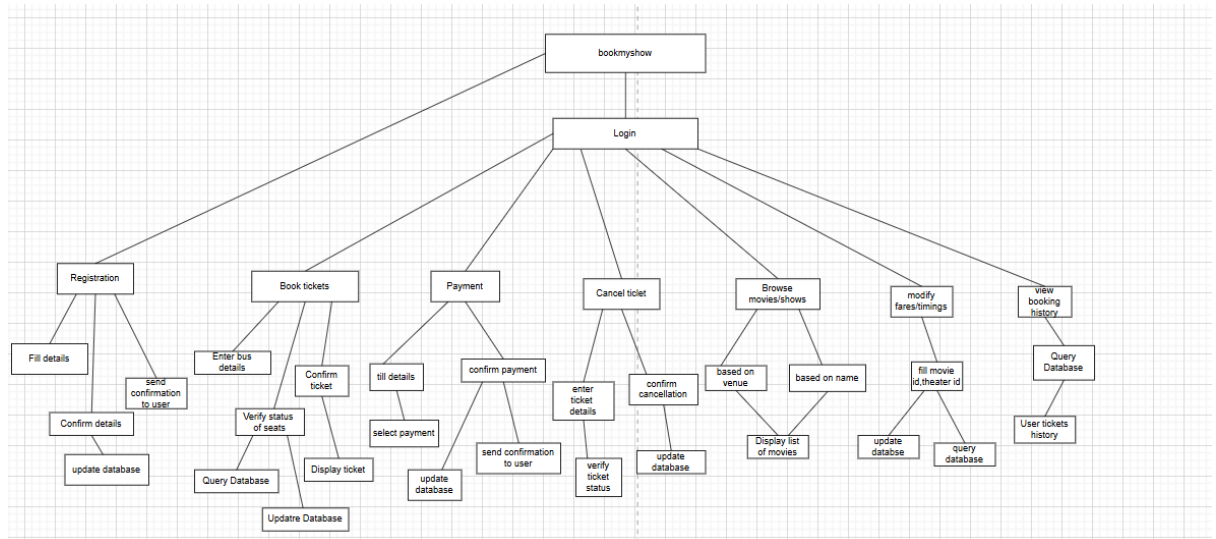 bookmyshow
Login
Registration
Book tickets
Payment
Cancel ticlet
Browse
movies/shows
modify
fares/timings
view
booking
history
Fill details
send
confirmation
to user
Confirm details
update database
Enter bus
details
Verify status
of seats
Confirm
ticket
Query Database
Updatre Database
Display ticket
till details
select payment
confirm payment
update
database
send confirmation
to user
enter
ticket
details
verify
ticket
status
confirm
cancellation
update
database
based on
venue
based on name
Display list
of movies
fill movie
id,theater id
update
databse
query
database
Query
Database
User tickets
history